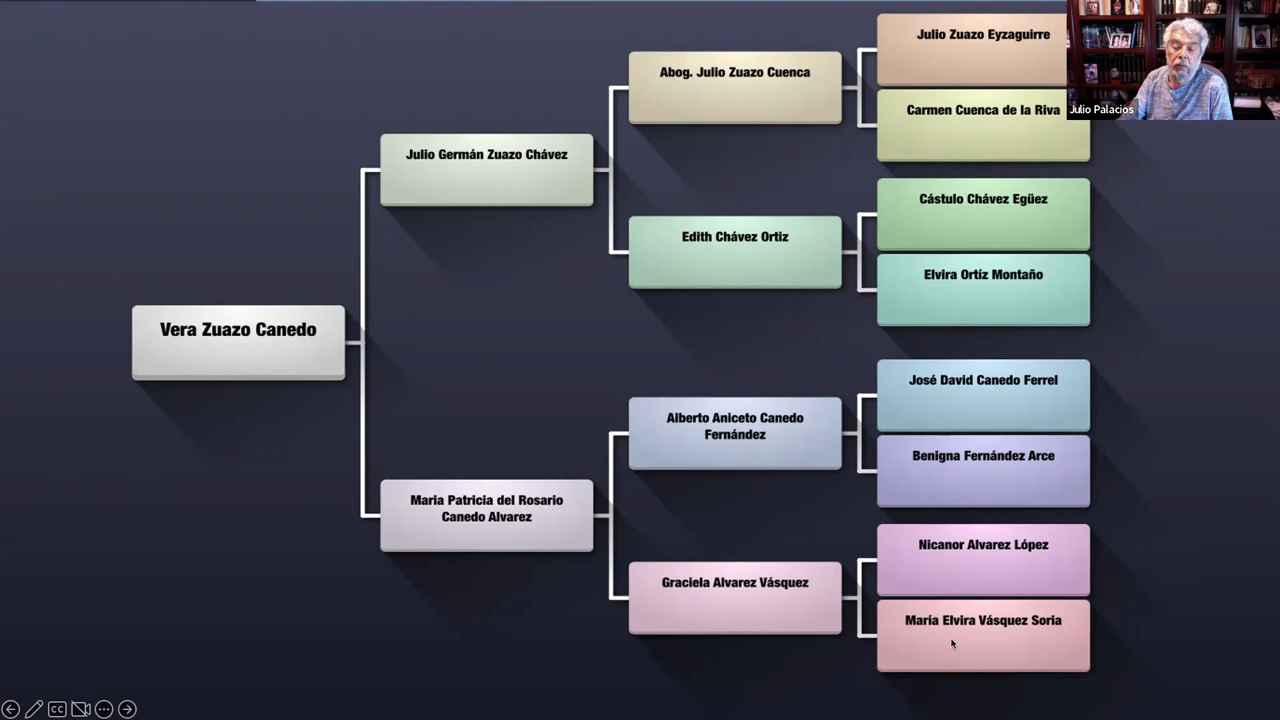 Julio Zuazo Eyzaguirre
Abog. Julio Zuazo Cuenca
Carmen Cuenca de la Riva
Julio Palacios
Julio Germán Zuazo Chávez
Cástulo Chávez Egüez
Edith Chávez Ortiz
Elvira Ortíz Montaño
Vera Zuazo Canedo
José David Canedo Ferrel
Alberto Aniceto Canedo
Fernández
Benigna Fernández Arce
Maria Patricia del Rosario
Canedo Alvarez
Nicanor Alvarez López
Graciela Alvarez Vásquez
María Elvira Vásquez Soria
CC